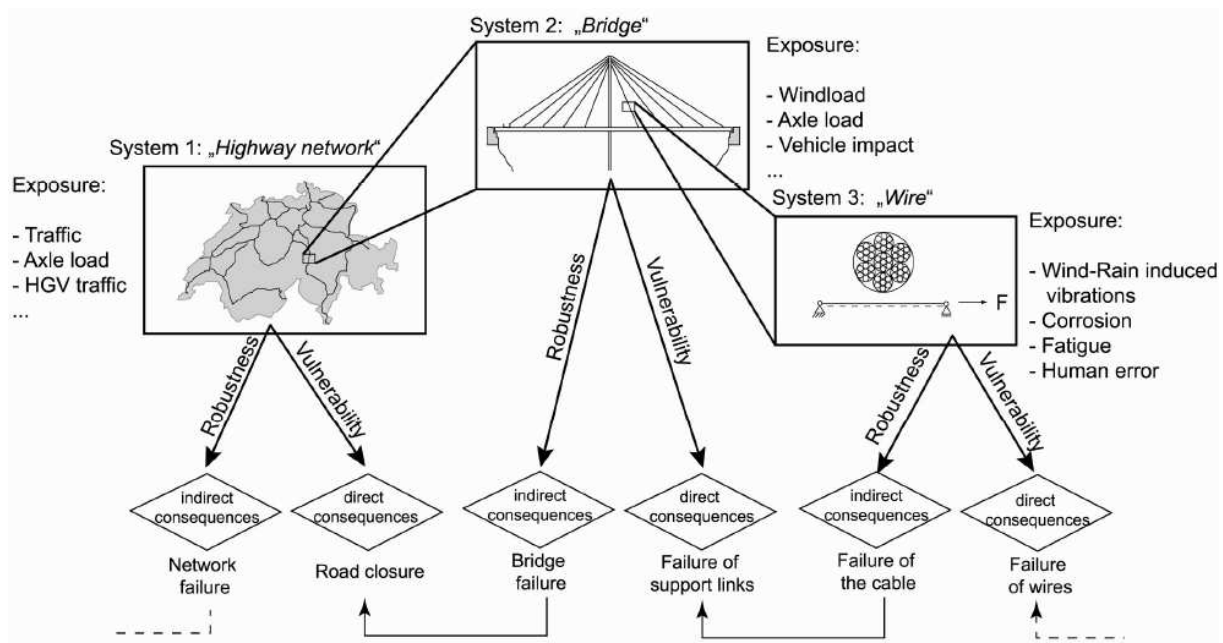 System 2: „Bridge“
Exposure:
- Windload
- Axle load
- Vehicle impact
...
System 1: „Highway network“
Exposure:
- Traffic
- Axle load
- HGV traffic
...
System 3: „Wire“
F
Exposure:
- Wind-Rain induced
vibrations
- Corrosion
- Fatigue
- Human error
Robustness
Vulnerability
Robustness
Vulnerability
Robustness
Vulnerability
indirect
consequences
Network
failure
direct
consequences
Road closure
indirect
consequences
Bridge
failure
direct
consequences
Failure of
support links
indirect
consequences
Failure of
the cable
direct
consequences
Failure
of wires